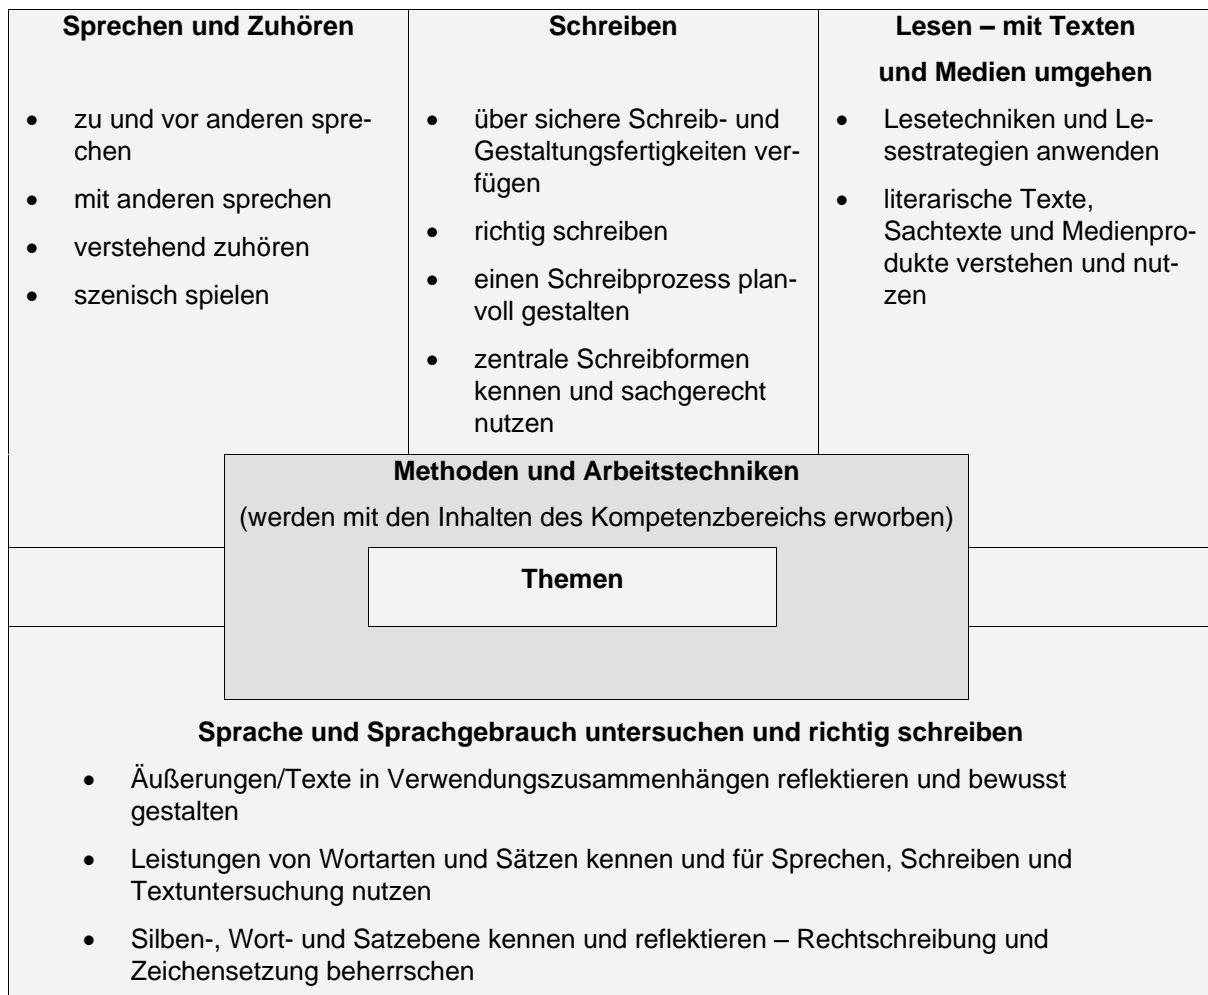 Sprechen und Zuhören
zu und vor anderen spre-
chen
mit anderen sprechen
verstehend zuhören
szenisch spielen
Schreiben
über sichere Schreib- und
Gestaltungsfertigkeiten ver-
fügen
richtig schreiben
einen Schreibprozess plan-
voll gestalten
zentrale Schreibformen
kennen und sachgerecht
nutzen
Lesen – mit Texten
und Medien umgehen
Lesetechniken und Le-
sestrategien anwenden
literarische Texte,
Sachtexte und Medienpro-
dukte verstehen und nut-
zen
Methoden und Arbeitstechniken
(werden mit den Inhalten des Kompetenzbereichs erworben)
Themen
Sprache und Sprachgebrauch untersuchen und richtig schreiben
Äußerungen/Texte in Verwendungszusammenhängen reflektieren und bewusst
gestalten
Leistungen von Wortarten und Sätzen kennen und für Sprechen, Schreiben und
Textuntersuchung nutzen
Silben-, Wort- und Satzebene kennen und reflektieren – Rechtschreibung und
Zeichensetzung beherrschen